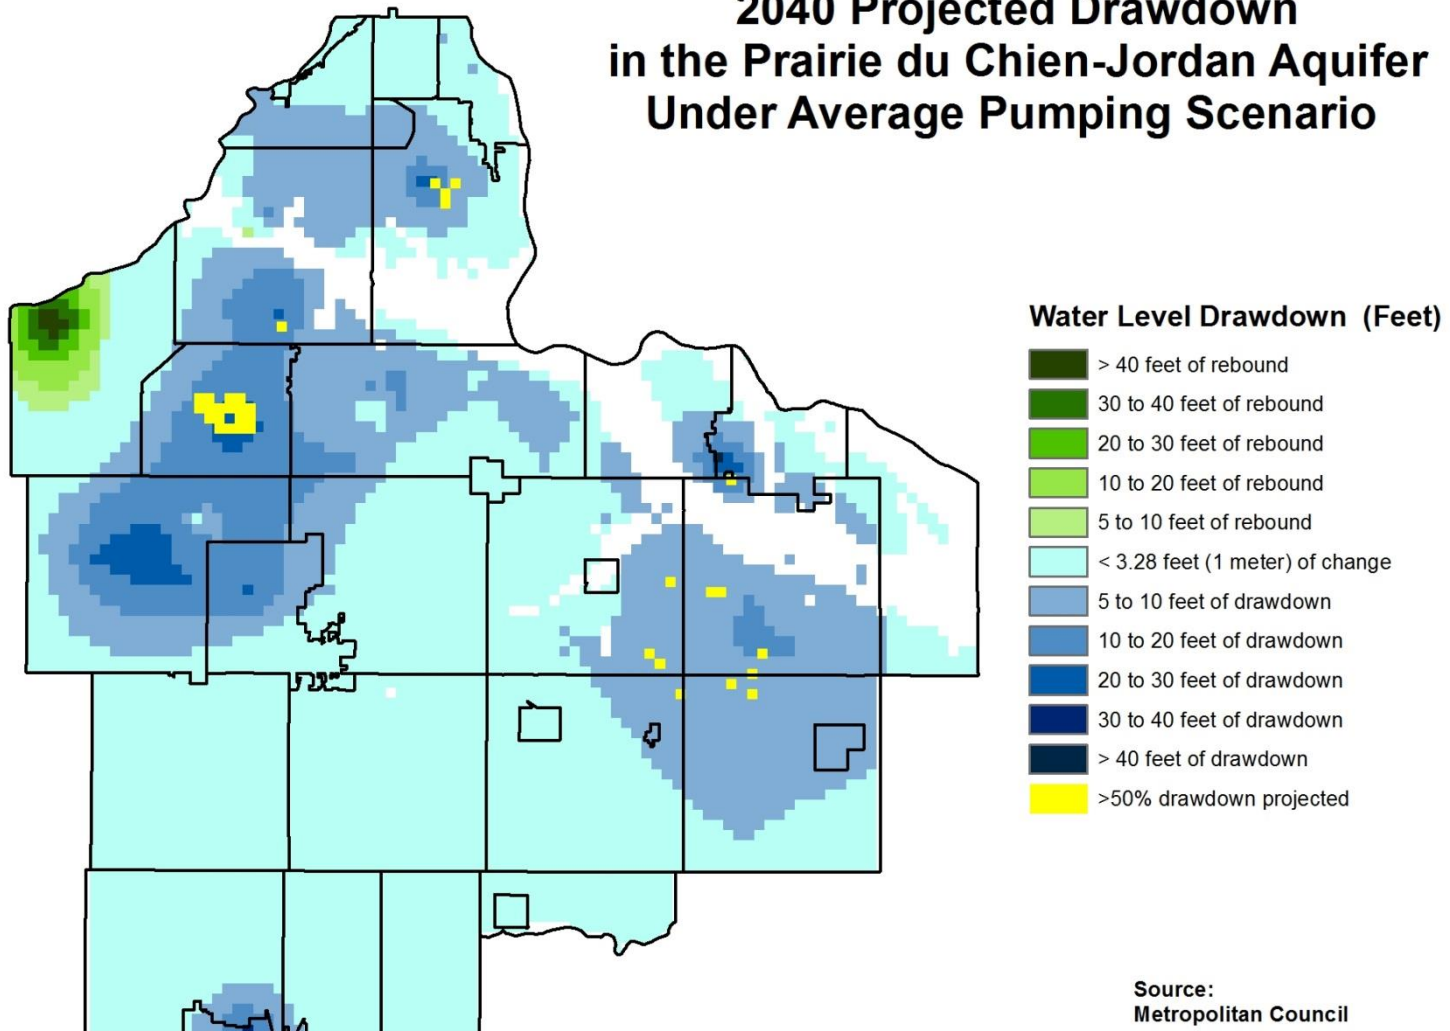 2040 Projected Drawdown
in the Prairie du Chien-Jordan Aquifer
Under Average Pumping Scenario
Water Level Drawdown (Feet)
> 40 feet of rebound
30 to 40 feet of rebound
20 to 30 feet of rebound
10 to 20 feet of rebound
5 to 10 feet of rebound
< 3.28 feet (1 meter) of change
5 to 10 feet of drawdown
10 to 20 feet of drawdown
20 to 30 feet of drawdown
30 to 40 feet of drawdown
> 40 feet of drawdown
>50% drawdown projected
Source:
Metropolitan Council